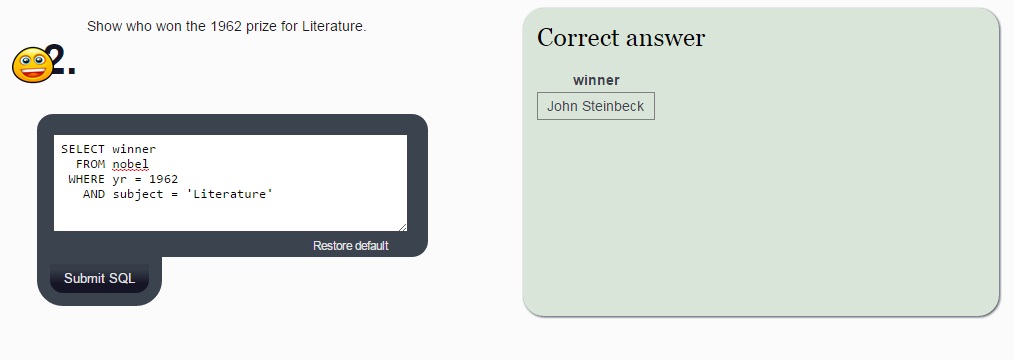 Show who won the 1962 prize for Literature.
2.
SELECT winner
FROM nobel
WHERE yr = 1962
AND subject = 'Literature'
Restore default
Submit SQL
Correct answer
winner
John Steinbeck